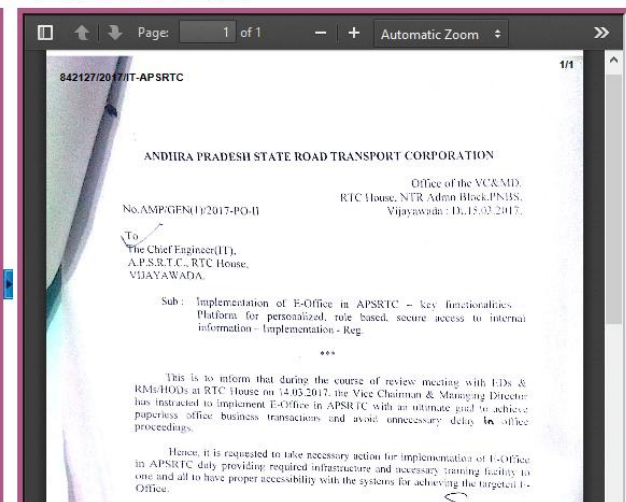 Page: 1 of 1 − + Automatic Zoom
1/1
842127/2017/IT-APSRTC
ANDHRA PRADESH STATE ROAD TRANSPORT CORPORATION
Office of the VC&MD,
RTC House, NTR Admn Block,PNBS,
No.AMP/GEN(1)/2017-PO-II Vijayawada : Dt.15.03.2017.
To
The Chief Engineer(IT),
A.P.S.R.T.C., RTC House,
VIJAYAWADA.
Sub : Implementation of E-Office in APSRTC – key functionalities
Platform for personalized, role based, secure access to internal
information – Implementation - Reg.
***
This is to inform that during the course of review meeting with EDs &
RMs/HODs at RTC House on 14.03.2017, the Vice Chairman & Managing Director
has instructed to implement E-Office in APSRTC with an ultimate goal to achieve
paperless office business transactions and avoid unnecessary delay in office
proceedings.
Hence, it is requested to take necessary action for implementation of E-Office
in APSRTC duly providing required infrastructure and necessary training facility to
one and all to have proper accessibility with the systems for achieving the targeted E-
Office.